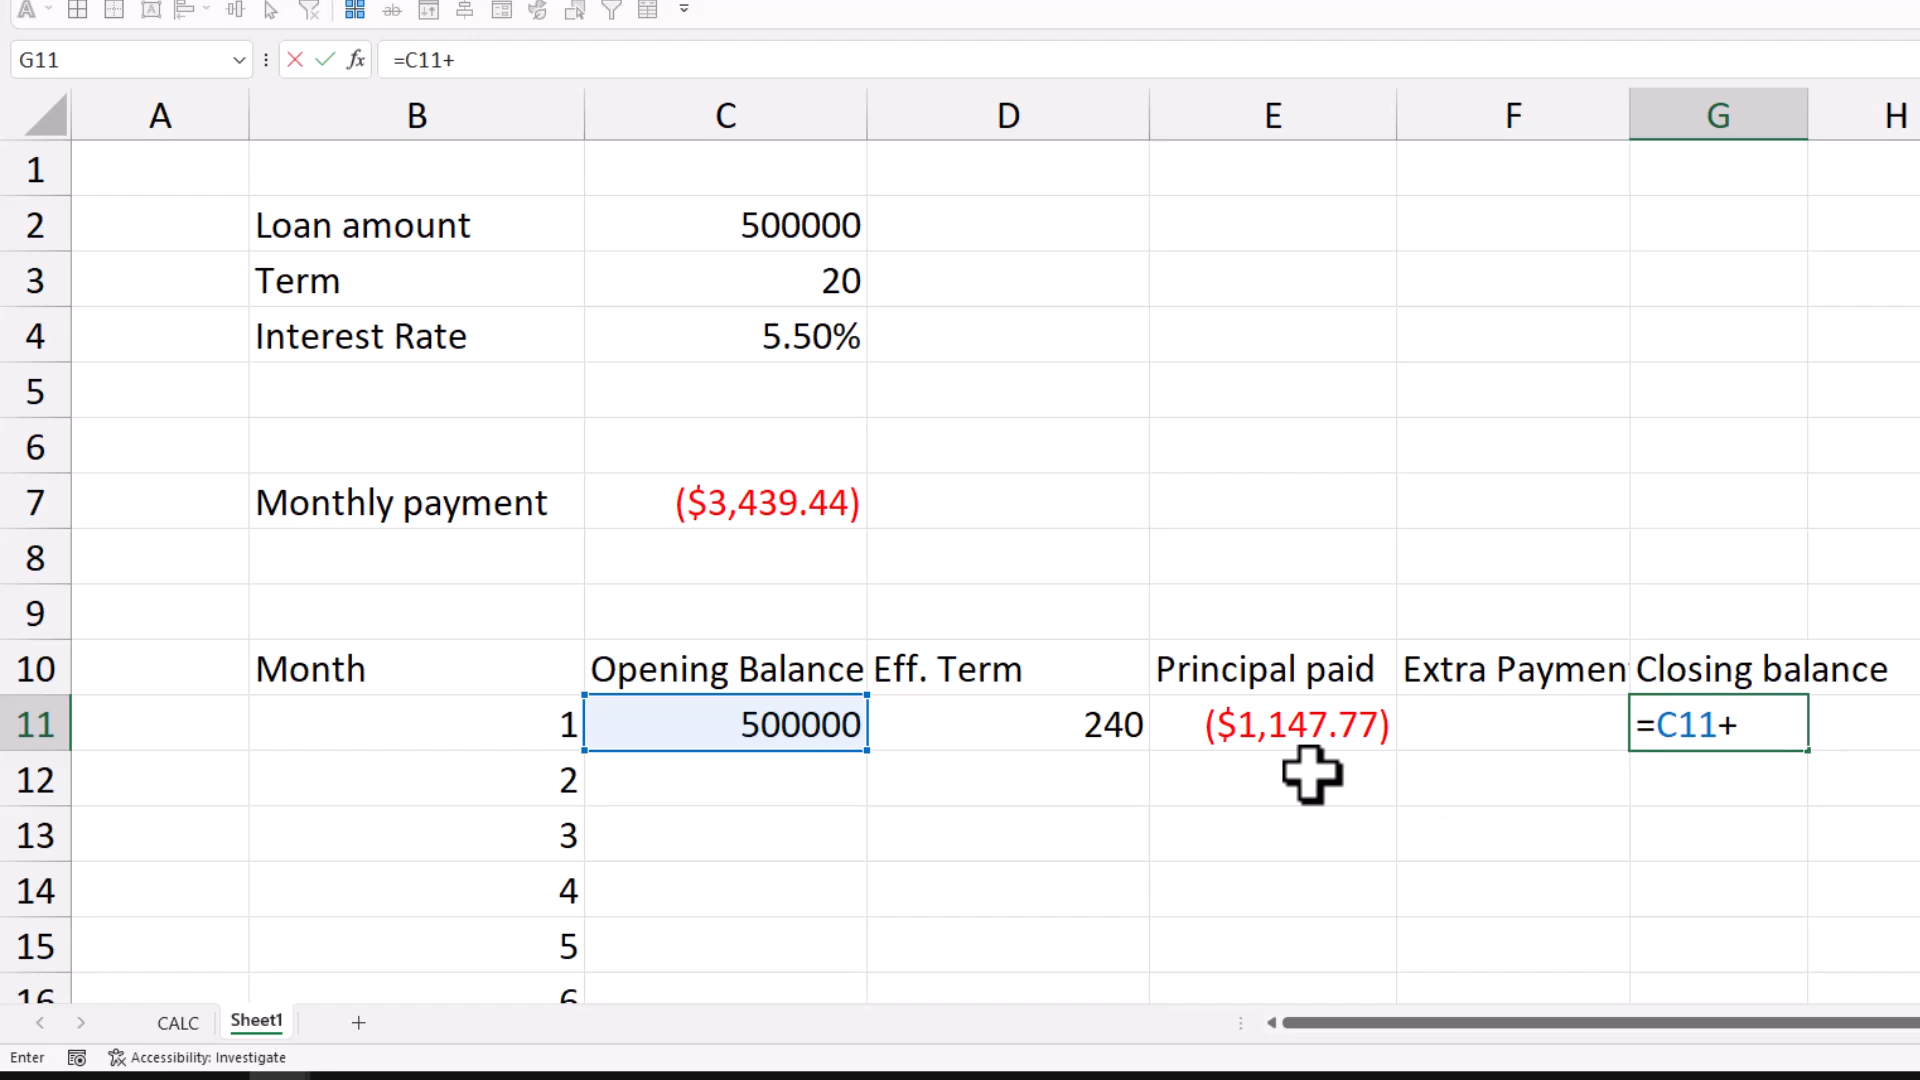 G11 fx =C11+
A B C D E F G H
1
2 Loan amount 500000
3 Term 20
4 Interest Rate 5.50%
5
6
7 Monthly payment ($3,439.44)
8
9
10 Month Opening Balance Eff. Term Principal paid Extra Paymen Closing balance
11 1 500000 240 ($1,147.77) =C11+
12 2
13 3
14 4
15 5
16 6
CALC Sheet1 +
Enter Accessibility: Investigate